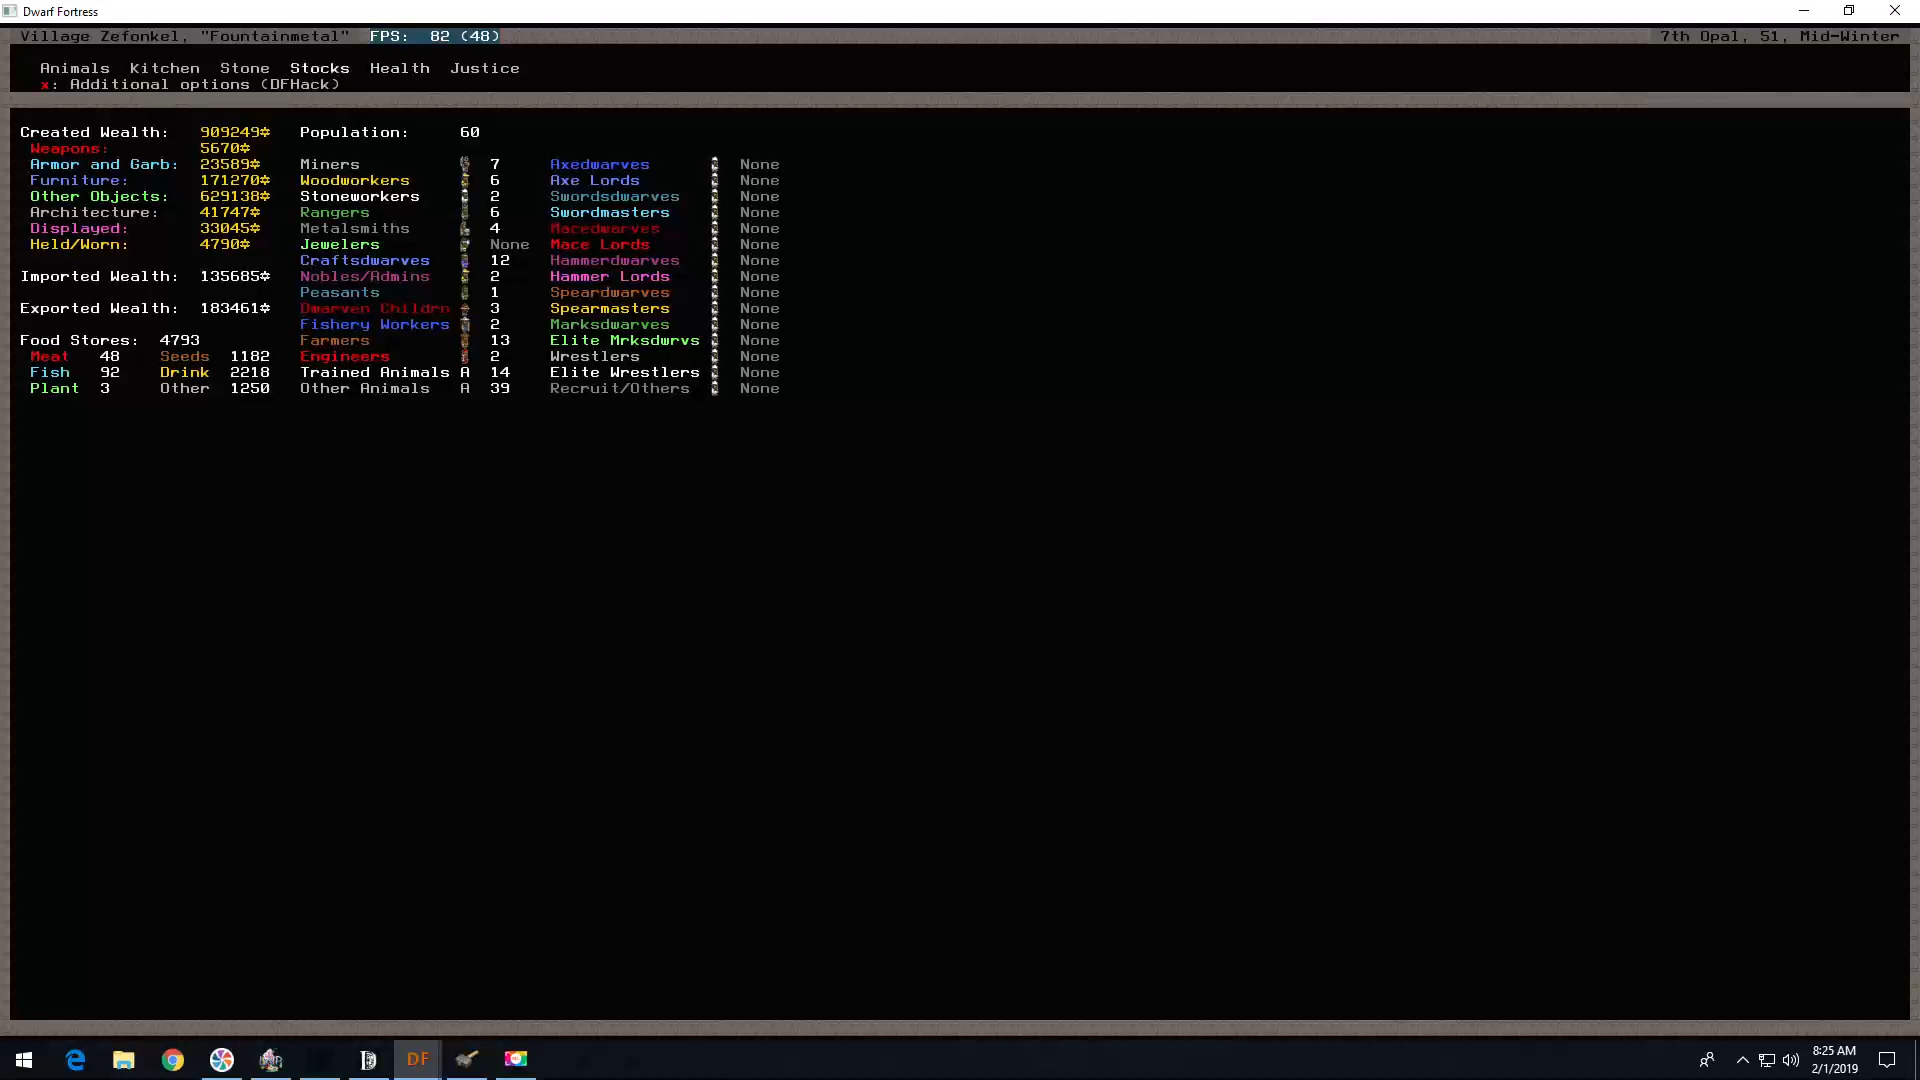 Dwarf Fortress
Village Zefonkel, "Fountainmetal" FPS: 82 (48) 7th Opal, 51, Mid-Winter
Animals Kitchen Stone Stocks Health Justice
x: Additional options (DFHack)
Created Wealth: 909249☼ Population: 60
Weapons: 5670☼
Armor and Garb: 23589☼ Miners 7 Axedwarves None
Furniture: 171270☼ Woodworkers 6 Axe Lords None
Other Objects: 629138☼ Stoneworkers 2 Swordsdwarves None
Architecture: 41747☼ Rangers 6 Swordmasters None
Displayed: 33045☼ Metalsmiths 4 Macedwarves None
Held/Worn: 4790☼ Jewelers None Mace Lords None
Craftsdwarves 12 Hammerdwarves None
Imported Wealth: 135685☼ Nobles/Admins 2 Hammer Lords None
Peasants 1 Speardwarves None
Exported Wealth: 183461☼ Dwarven Childrn 3 Spearmasters None
Fishery Workers 2 Marksdwarves None
Food Stores: 4793 Farmers 13 Elite Mrksdwrvs None
Meat 48 Seeds 1182 Engineers 2 Wrestlers None
Fish 92 Drink 2218 Trained Animals A 14 Elite Wrestlers None
Plant 3 Other 1250 Other Animals A 39 Recruit/Others None
DF
8:25 AM
2/1/2019